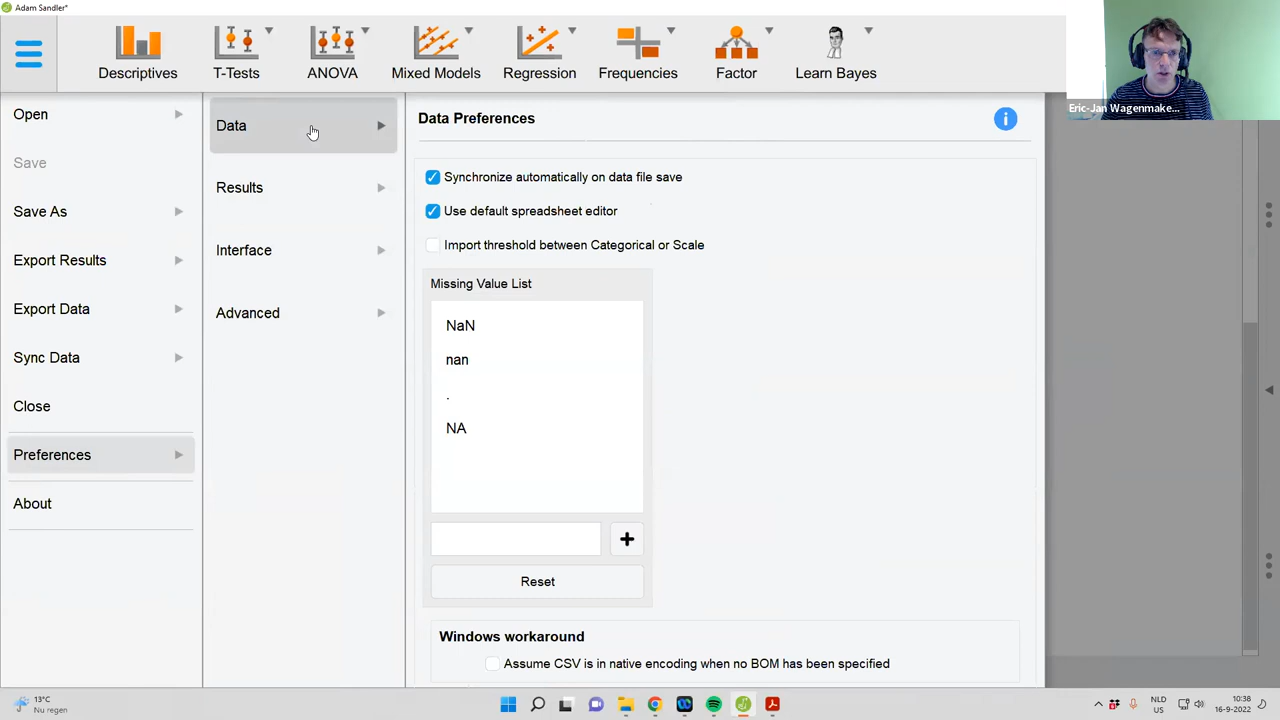 Adam Sandler*
Descriptives
T-Tests
ANOVA
Mixed Models
Regression
Frequencies
Factor
Learn Bayes
Eric-Jan Wagenmake...
Open
Save
Save As
Export Results
Export Data
Sync Data
Close
Preferences
About
Data
Results
Interface
Advanced
Data Preferences
i
Synchronize automatically on data file save
Use default spreadsheet editor
Import threshold between Categorical or Scale
Missing Value List
NaN
nan
.
NA
+
Reset
Windows workaround
Assume CSV is in native encoding when no BOM has been specified
13°C
Nu regen
NLD
US
10:38
16-9-2022